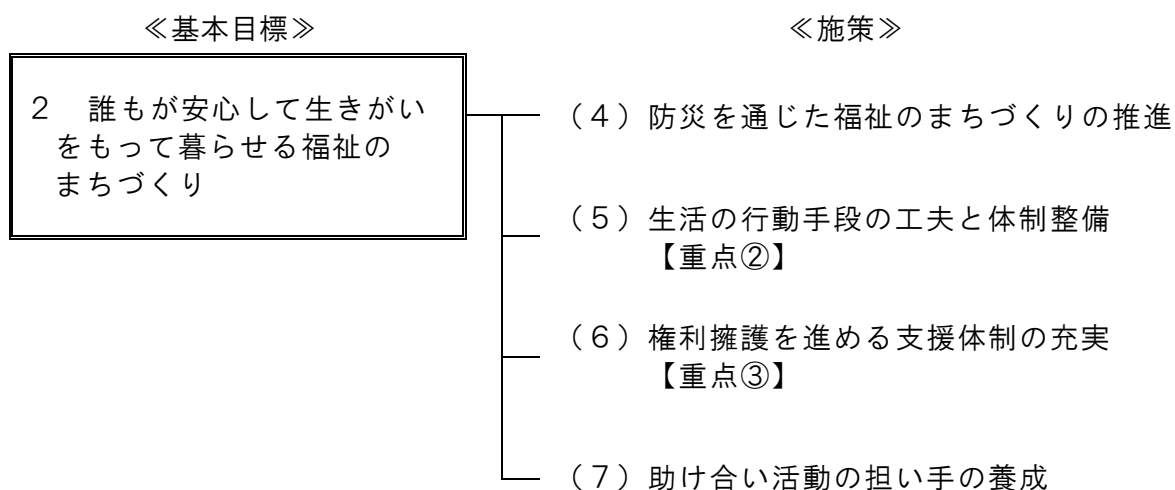 ≪基本目標≫
≪施策≫
２　誰もが安心して生きがい
をもって暮らせる福祉の
まちづくり
（４）防災を通じた福祉のまちづくりの推進
（５）生活の行動手段の工夫と体制整備
【重点②】
（６）権利擁護を進める支援体制の充実
【重点③】
（７）助け合い活動の担い手の養成